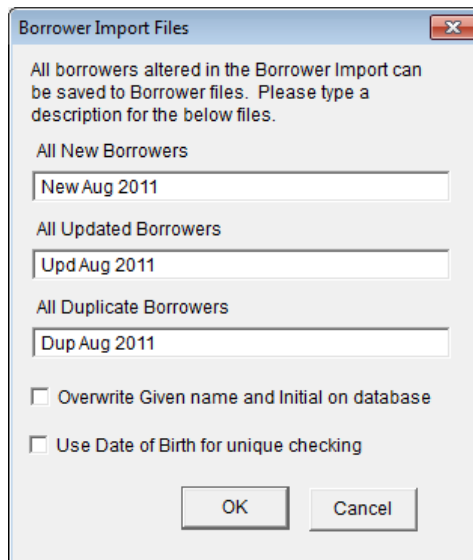 Borrower Import Files
All borrowers altered in the Borrower Import can
be saved to Borrower files. Please type a
description for the below files.
All New Borrowers
New Aug 2011
All Updated Borrowers
Upd Aug 2011
All Duplicate Borrowers
Dup Aug 2011
Overwrite Given name and Initial on database
Use Date of Birth for unique checking
OK
Cancel